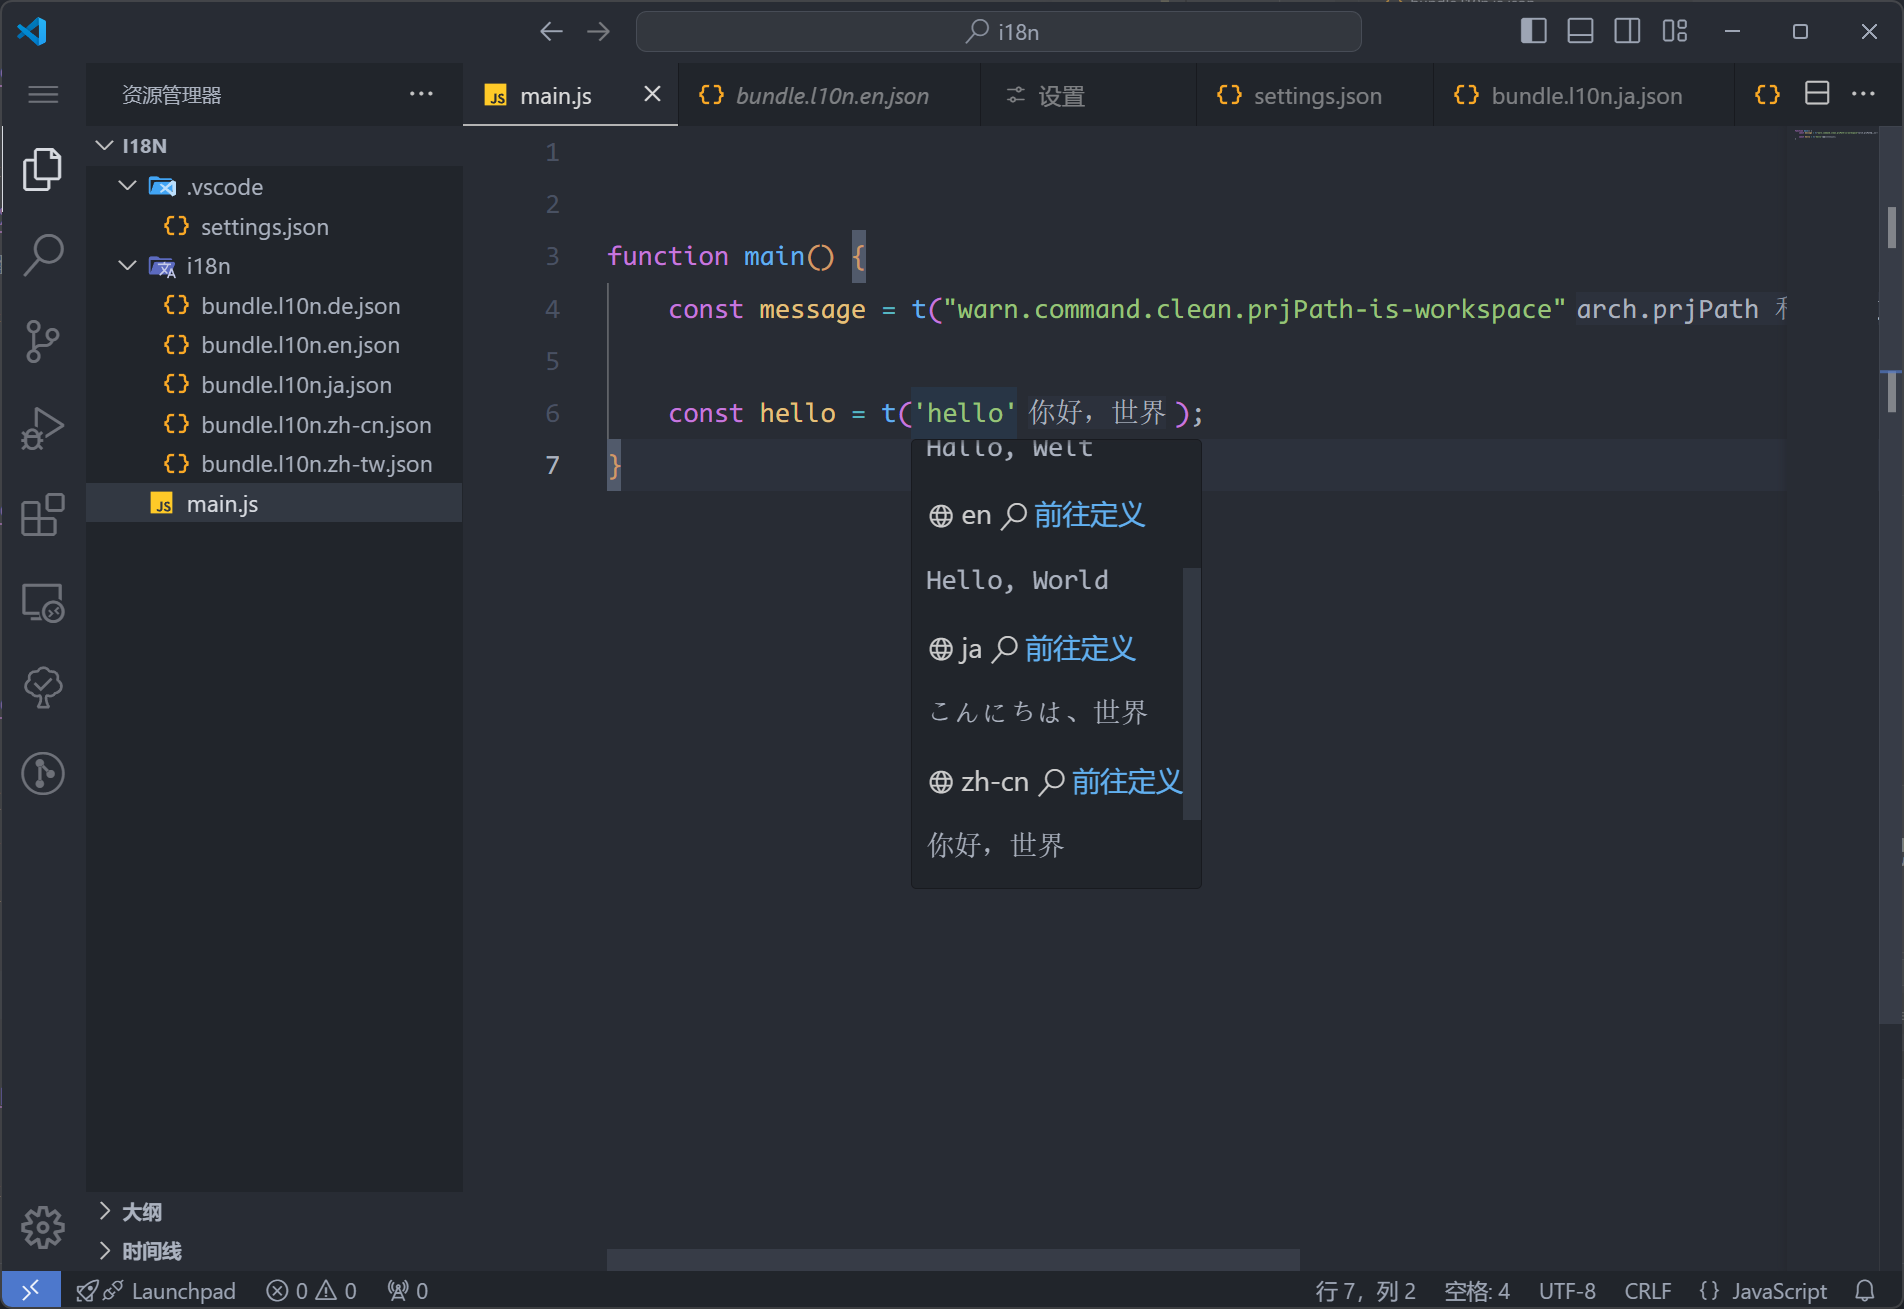 i18n
资源管理器
main.js
bundle.l10n.en.json
设置
settings.json
bundle.l10n.ja.json
I18N
.vscode
settings.json
i18n
bundle.l10n.de.json
bundle.l10n.en.json
bundle.l10n.ja.json
bundle.l10n.zh-cn.json
bundle.l10n.zh-tw.json
JS main.js
大纲
时间线
1
2
3 function main() {
4 const message = t("warn.command.clean.prjPath-is-workspace" arch.prjPath
5
6 const hello = t('hello' 你好，世界 );
7 }
Hallo, Welt
en 前往定义
Hello, World
ja 前往定义
こんにちは、世界
zh-cn 前往定义
你好，世界
Launchpad 0 0 0
行 7，列 2 空格: 4 UTF-8 CRLF {} JavaScript